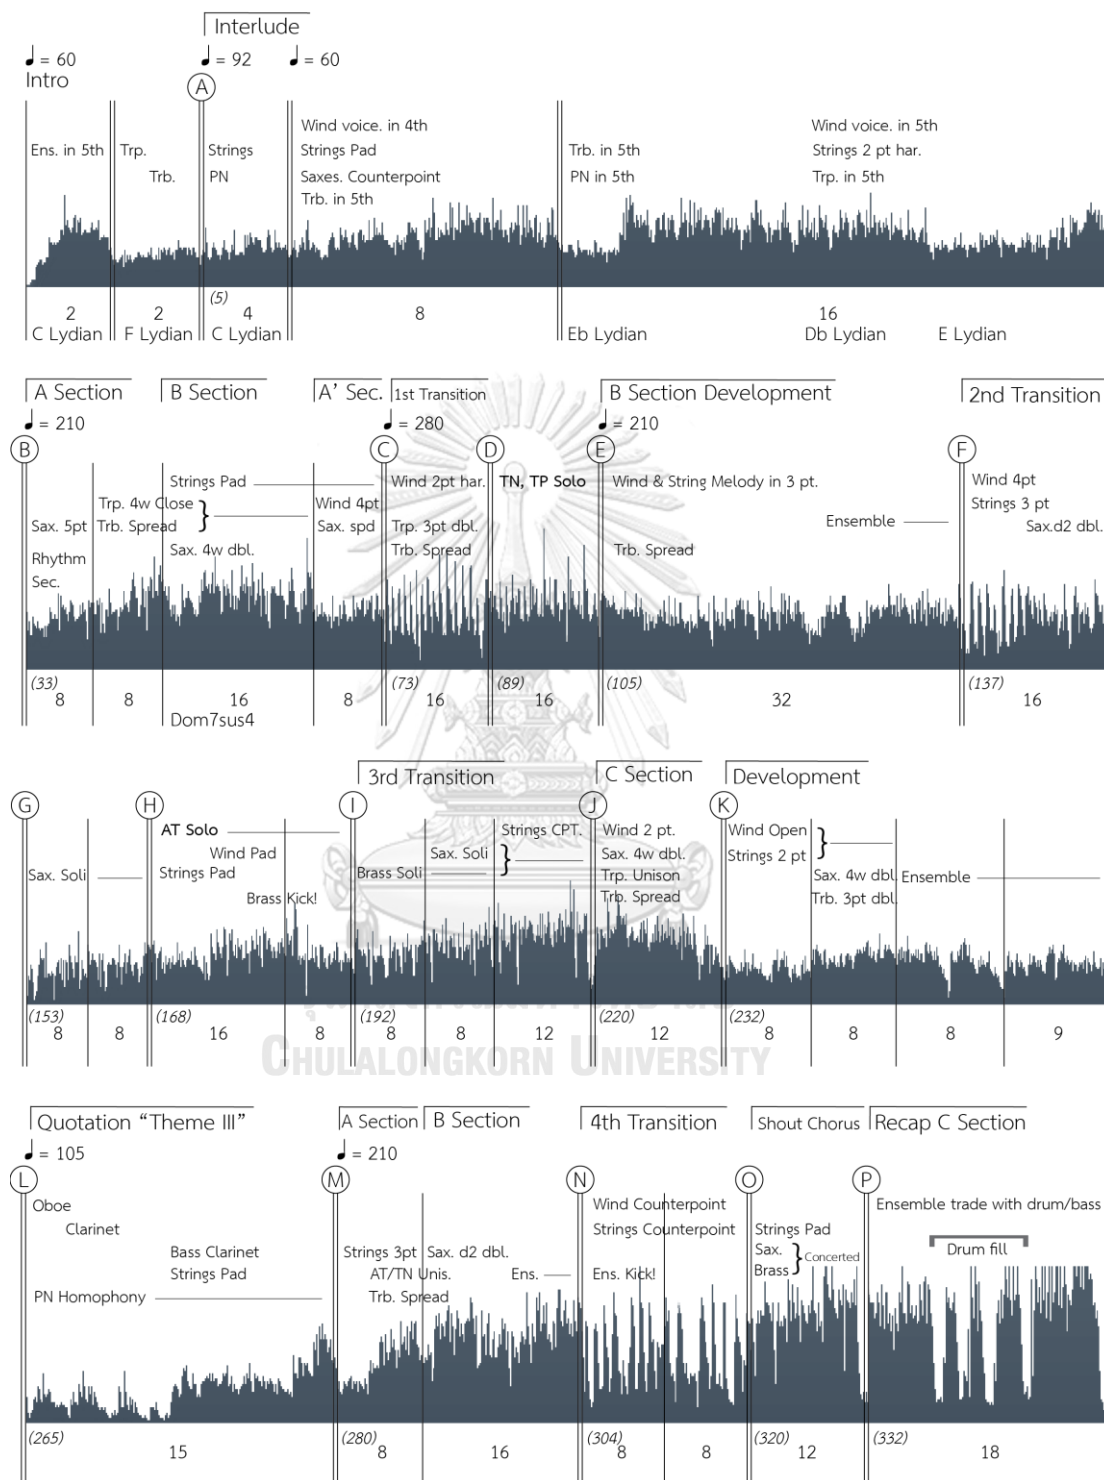 Interlude
♩ = 60
♩ = 92
♩ = 60
Intro
A
Wind voice. in 4th
Wind voice. in 5th
Ens. in 5th
Trp.
Strings
Strings Pad
Trb. in 5th
Strings 2 pt har.
Trb.
PN
Saxes. Counterpoint
PN in 5th
Trp. in 5th
Trb. in 5th
(5)
2
2
4
8
16
C Lydian
F Lydian
C Lydian
Eb Lydian
Db Lydian
E Lydian
A Section
B Section
A' Sec.
1st Transition
B Section Development
2nd Transition
♩ = 210
♩ = 280
♩ = 210
B
C
D
E
F
Strings Pad
Wind 2pt har.
TN, TP Solo
Wind & String Melody in 3 pt.
Wind 4pt
Trp. 4w Close
Wind 4pt
Strings 3 pt
Sax. 5pt
Trb. Spread
Sax. spd
Trp. 3pt dbl.
Ensemble
Sax.d2 dbl.
Rhythm
Sax. 4w dbl.
Trb. Spread
Trb. Spread
Sec.
(33)
(73)
(89)
(105)
(137)
8
8
16
8
16
16
32
16
Dom7sus4
3rd Transition
C Section
Development
G
H
I
J
K
AT Solo
Strings CPT.
Wind 2 pt.
Wind Open
Wind Pad
Sax. Soli
Sax. 4w dbl.
Strings 2 pt
Sax. Soli
Strings Pad
Brass Soli
Trp. Unison
Sax. 4w dbl.
Ensemble
Brass Kick!
Trb. Spread
Trb. 3pt dbl.
(153)
(168)
(192)
(220)
(232)
8
8
16
8
8
8
12
12
8
8
8
9
CHULALONGKORN UNIVERSITY
Quotation “Theme III”
A Section
B Section
4th Transition
Shout Chorus
Recap C Section
♩ = 105
♩ = 210
L
M
N
O
P
Oboe
Wind Counterpoint
Ensemble trade with drum/bass
Clarinet
Strings Counterpoint
Strings Pad
Bass Clarinet
Strings 3pt
Sax. d2 dbl.
Sax.
Concerted
Drum fill
Strings Pad
AT/TN Unis.
Ens.
Ens. Kick!
Brass
PN Homophony
Trb. Spread
(265)
(280)
(304)
(320)
(332)
15
8
16
8
8
12
18